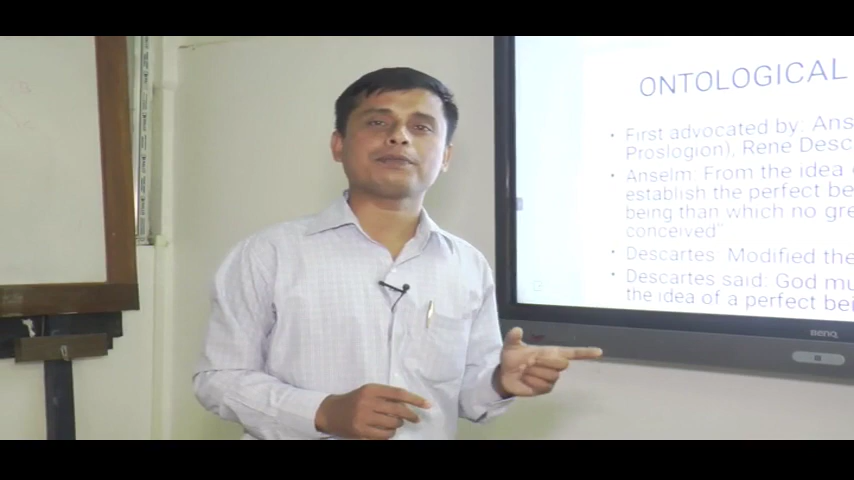 ONTOLOGICAL
• First advocated by: Ans
Proslogion), Rene Desc
• Anselm: From the idea
establish the perfect be
being than which no gre
conceived"
• Descartes: Modified the
• Descartes said: God mu
the idea of a perfect bei
BenQ